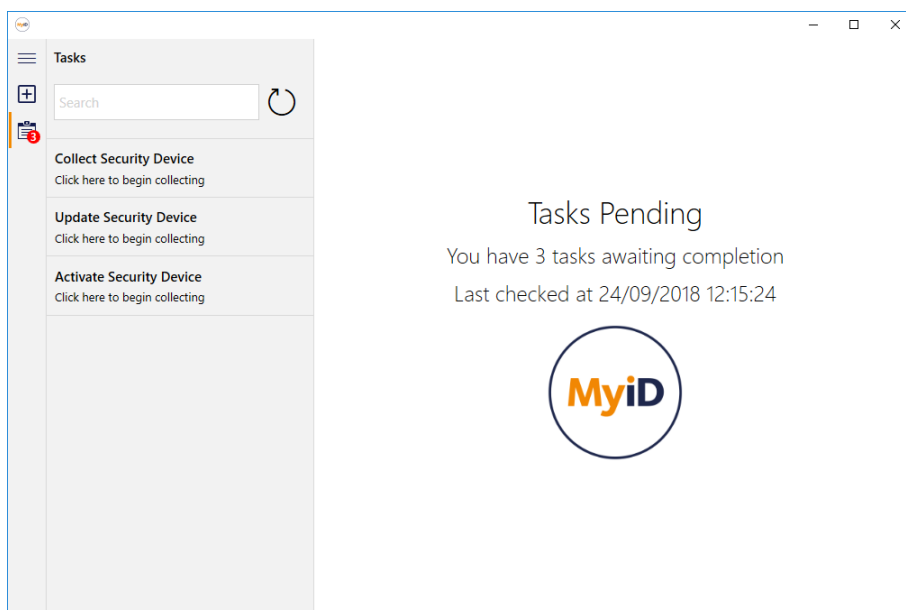 MyiD
Tasks
Search
3
Collect Security Device
Click here to begin collecting
Update Security Device
Click here to begin collecting
Activate Security Device
Click here to begin collecting
Tasks Pending
You have 3 tasks awaiting completion
Last checked at 24/09/2018 12:15:24
MyiD